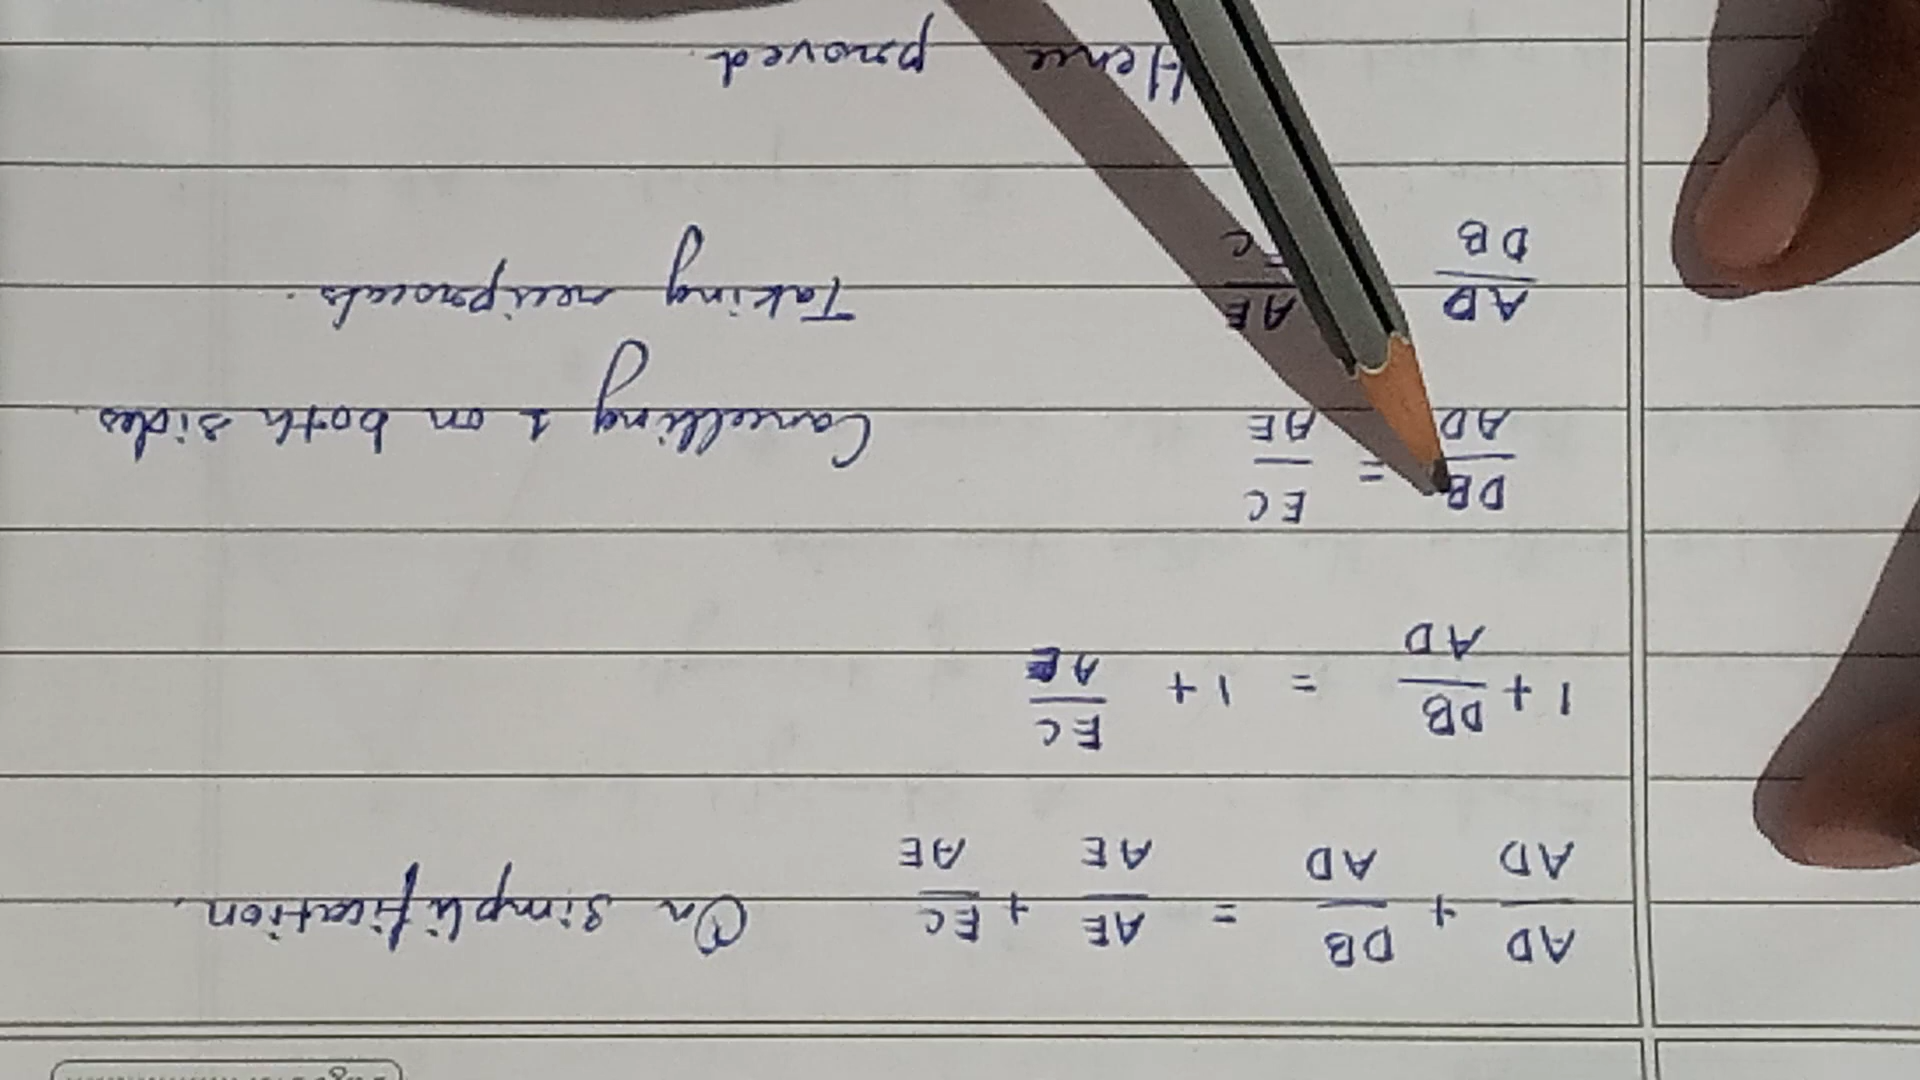 AD/AD + DB/AD = AE/AE + EC/AE On simplification.
1 + DB/AD = 1 + EC/AE
DB/AD = EC/AE Cancelling 1 on both sides.
AD/DB AE/EC Taking reciprocals.
Hence proved.